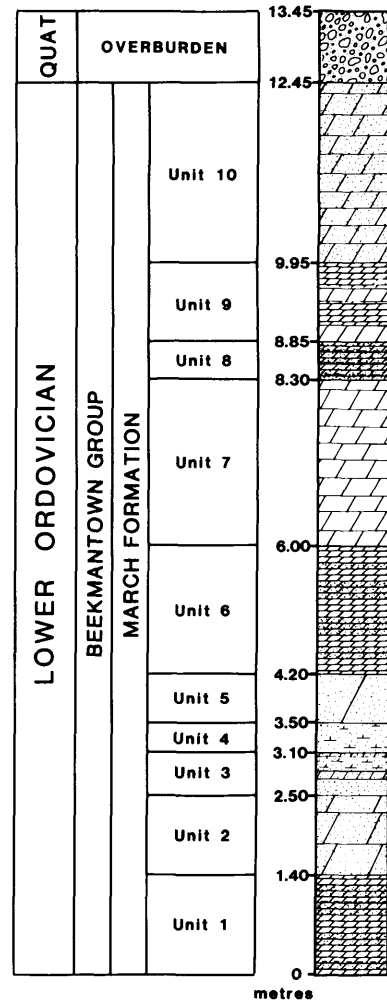 QUAT
OVERBURDEN
LOWER ORDOVICIAN
BEEKMANTOWN GROUP
MARCH FORMATION
Unit 10
Unit 9
Unit 8
Unit 7
Unit 6
Unit 5
Unit 4
Unit 3
Unit 2
Unit 1
13.45
12.45
9.95
8.85
8.30
6.00
4.20
3.50
3.10
2.50
1.40
0
metres